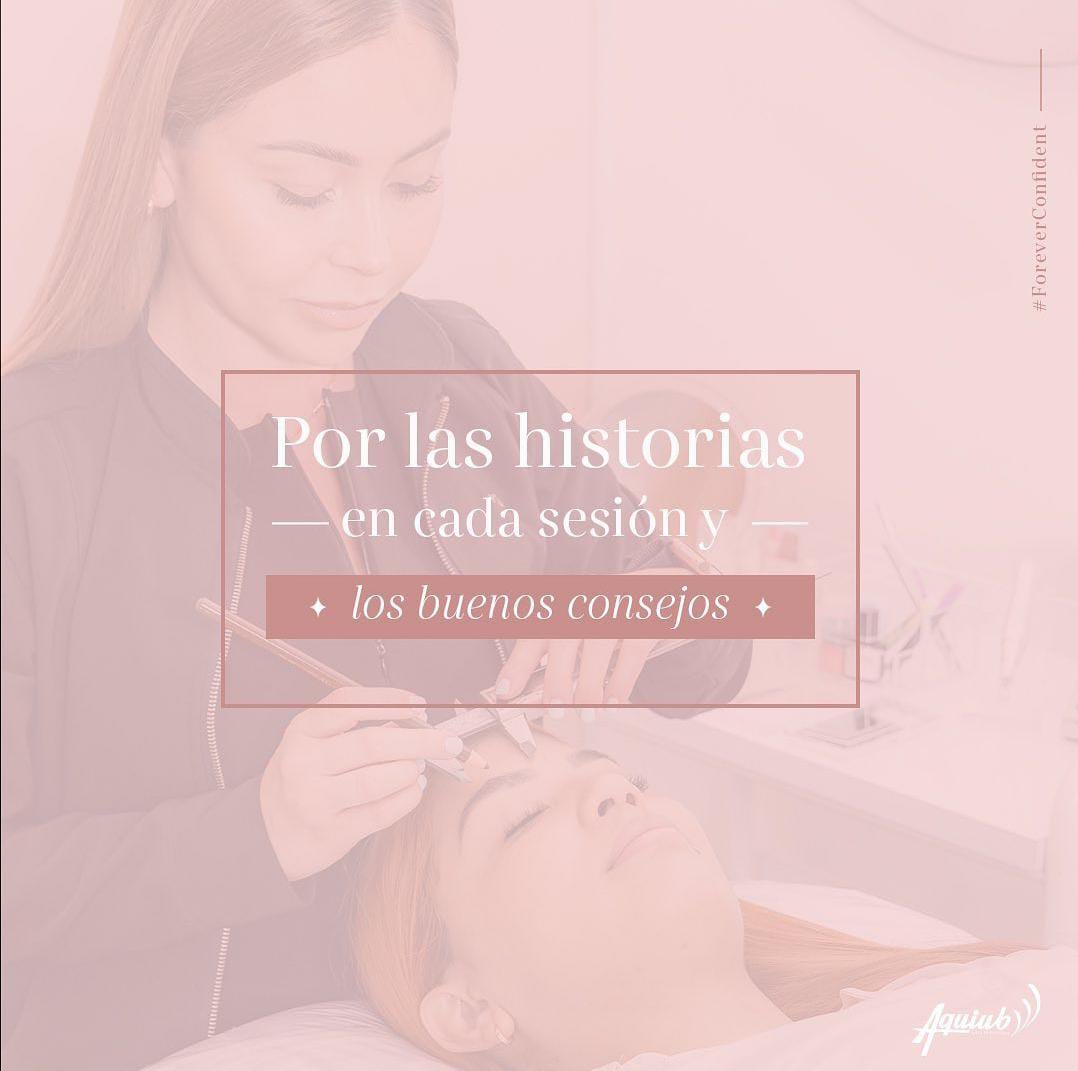 Por las historias
en cada sesión y
los buenos consejos
#ForeverConfident
Aquiub